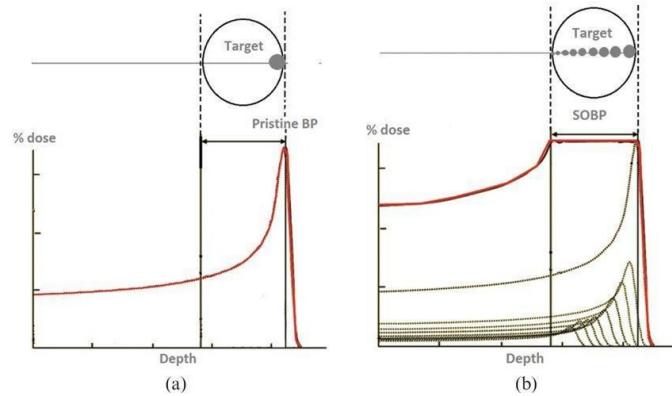 Target
Pristine BP
% dose
Depth
(a)
Target
SOBP
% dose
Depth
(b)